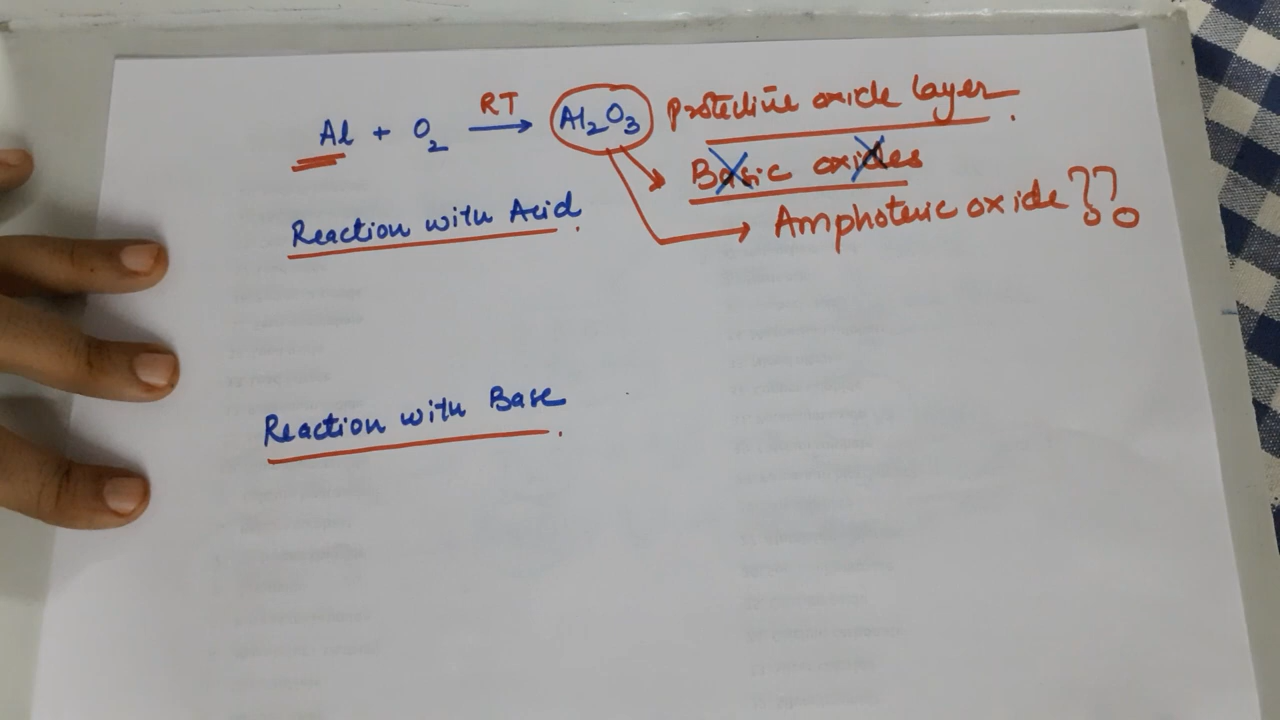 Al + O2 RT→ Al2O3 Protective oxide layer.
Basic oxides
Reaction with Acid.
Amphoteric oxide??
Reaction with Base.